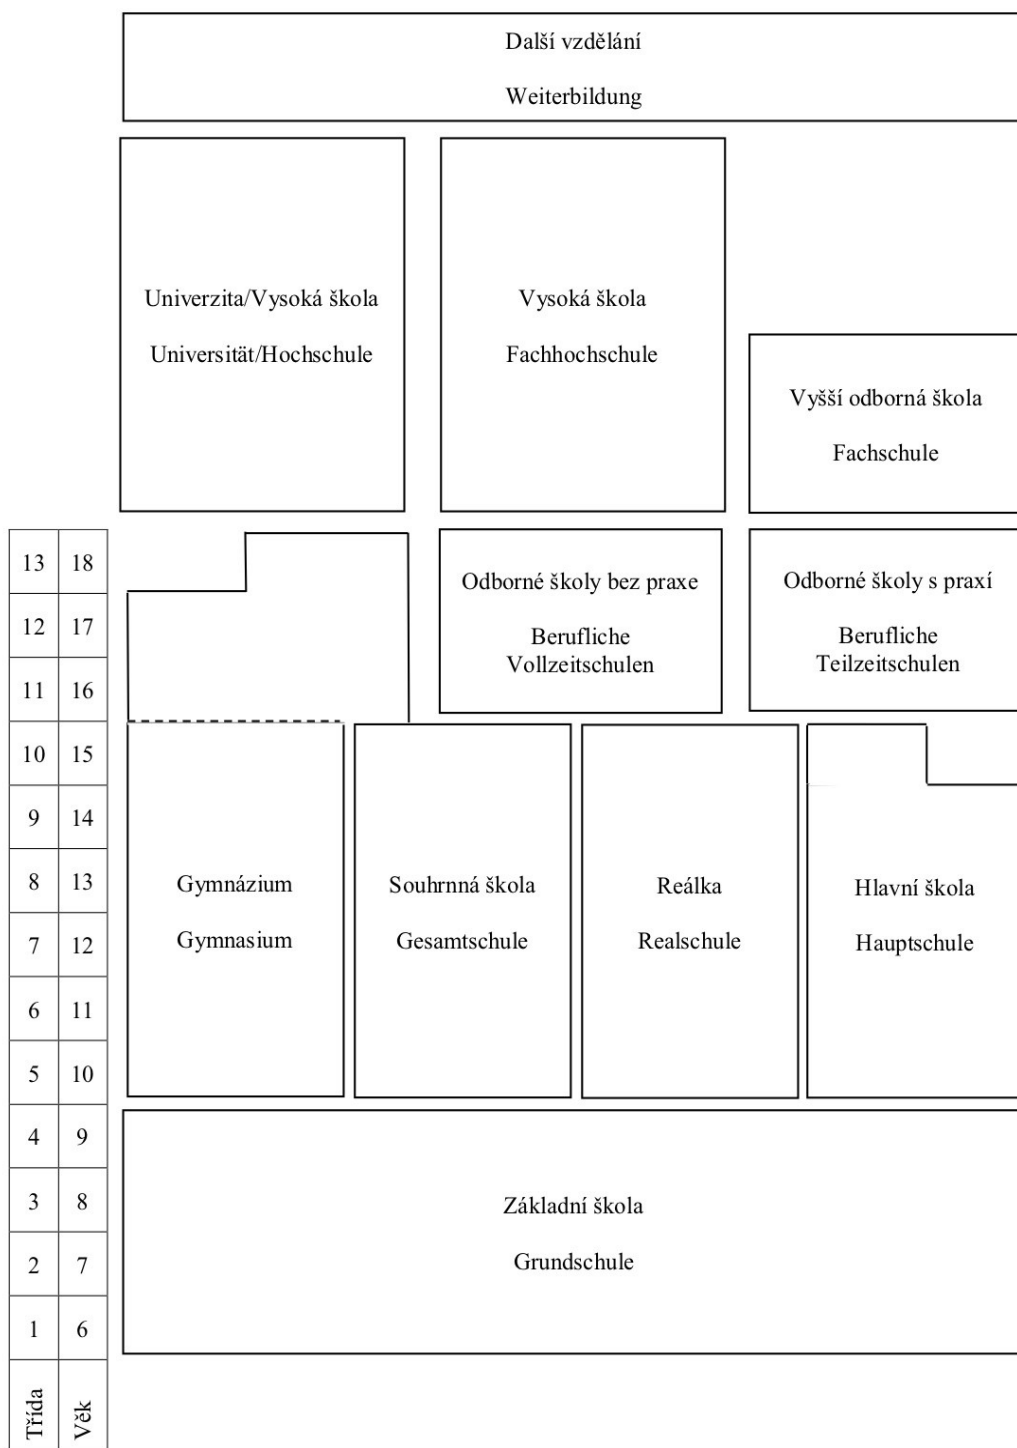 Další vzdělání
Weiterbildung
Univerzita/Vysoká škola
Universität/Hochschule
Vysoká škola
Fachhochschule
Vyšší odborná škola
Fachschule
13 18
12 17
11 16
10 15
9 14
8 13
7 12
6 11
5 10
4 9
3 8
2 7
1 6
Třída Věk
Odborné školy bez praxe
Berufliche
Vollzeitschulen
Odborné školy s praxí
Berufliche
Teilzeitschulen
Gymnázium
Gymnasium
Souhrnná škola
Gesamtschule
Reálka
Realschule
Hlavní škola
Hauptschule
Základní škola
Grundschule